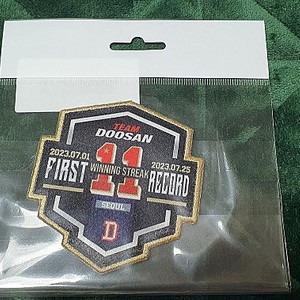 TEAM
DOOSAN
2023.07.01
2023.07.25
FIRST 11 RECORD
WINNING STREAK
SEOUL
D